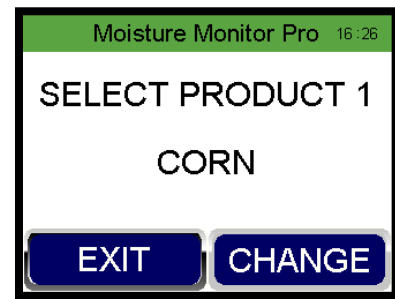 Moisture Monitor Pro 16:26
SELECT PRODUCT 1
CORN
EXIT CHANGE